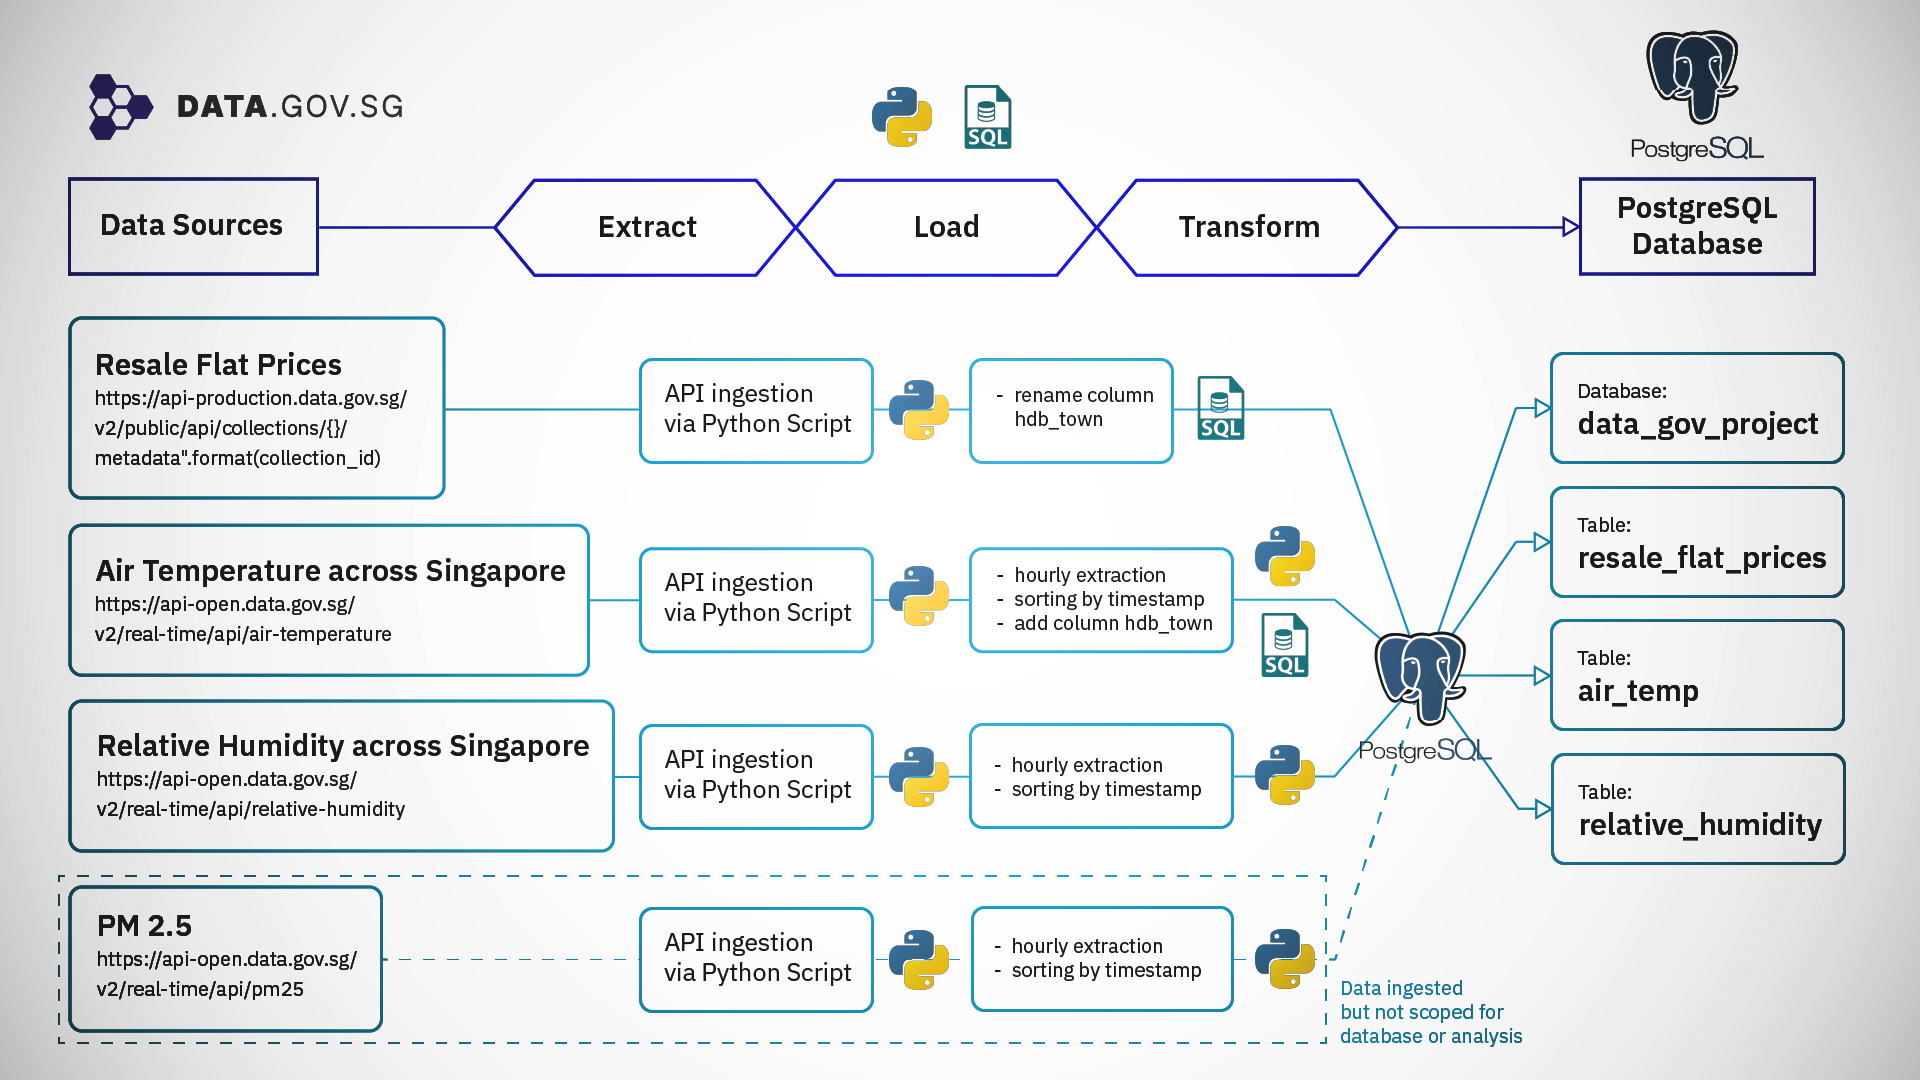 DATA.GOV.SG
SQL
PostgreSQL
Data Sources
Extract
Load
Transform
PostgreSQL
Database
Resale Flat Prices
https://api-production.data.gov.sg/
v2/public/api/collections/{}/
metadata".format(collection_id)
API ingestion
via Python Script
- rename column
hdb_town
SQL
Database:
data_gov_project
Air Temperature across Singapore
https://api-open.data.gov.sg/
v2/real-time/api/air-temperature
API ingestion
via Python Script
- hourly extraction
- sorting by timestamp
- add column hdb_town
SQL
Table:
resale_flat_prices
Table:
air_temp
Relative Humidity across Singapore
https://api-open.data.gov.sg/
v2/real-time/api/relative-humidity
API ingestion
via Python Script
- hourly extraction
- sorting by timestamp
PostgreSQL
Table:
relative_humidity
PM 2.5
https://api-open.data.gov.sg/
v2/real-time/api/pm25
API ingestion
via Python Script
- hourly extraction
- sorting by timestamp
Data ingested
but not scoped for
database or analysis